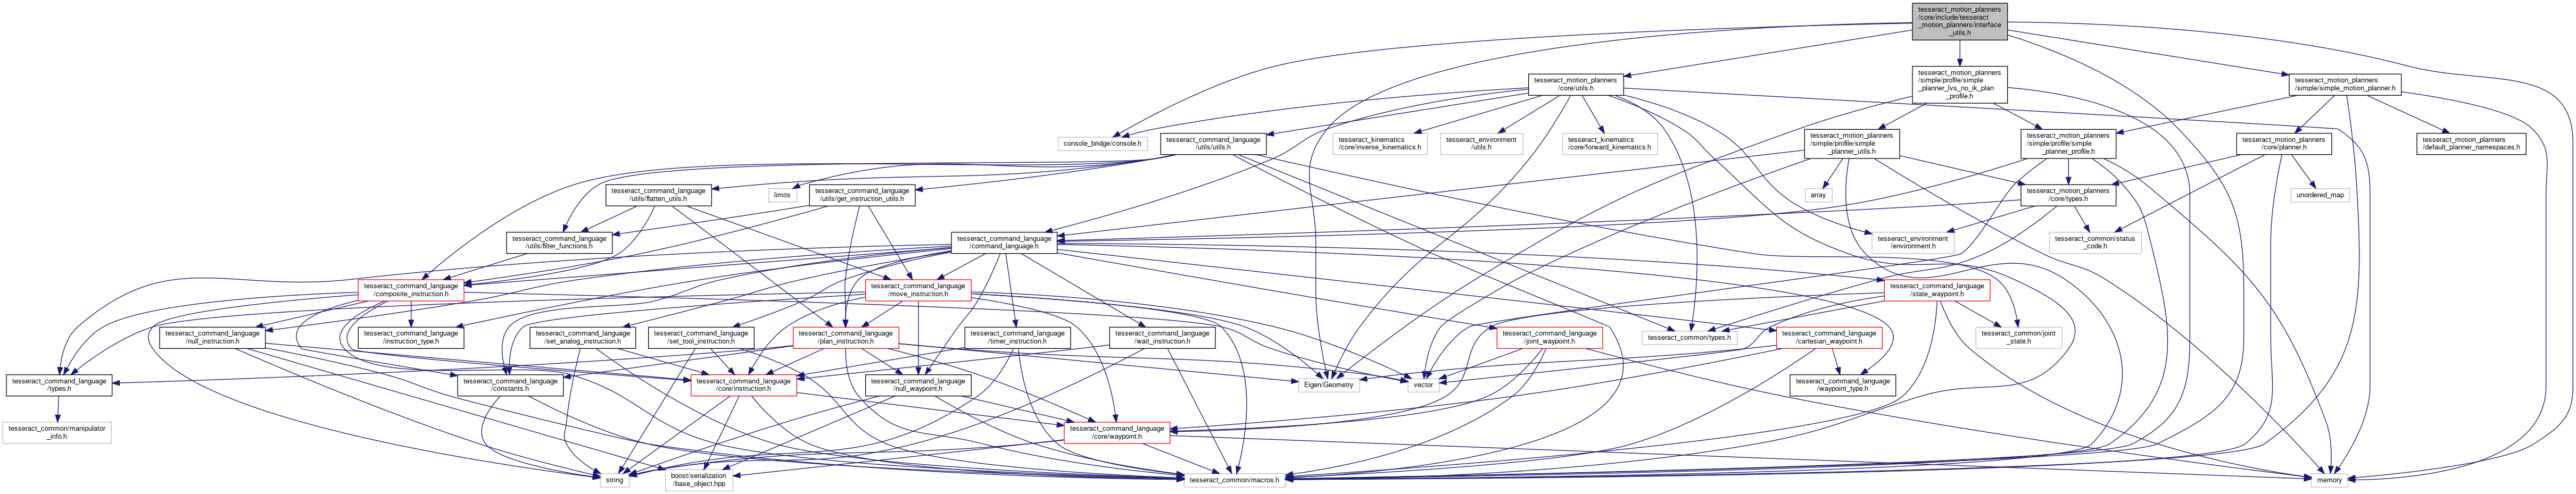 tesseract_motion_planners
/core/include/tesseract
_motion_planners/interface
_utils.h
tesseract_motion_planners
/core/utils.h
tesseract_motion_planners
/simple/profile/simple
_planner_lvs_no_ik_plan
_profile.h
tesseract_motion_planners
/simple/simple_motion_planner.h
console_bridge/console.h
tesseract_command_language
/utils/utils.h
tesseract_kinematics
/core/inverse_kinematics.h
tesseract_environment
/utils.h
tesseract_kinematics
/core/forward_kinematics.h
tesseract_motion_planners
/simple/profile/simple
_planner_utils.h
tesseract_motion_planners
/simple/profile/simple
_planner_profile.h
tesseract_motion_planners
/core/planner.h
tesseract_motion_planners
/default_planner_namespaces.h
tesseract_command_language
/utils/flatten_utils.h
limits
tesseract_command_language
/utils/get_instruction_utils.h
array
tesseract_motion_planners
/core/types.h
unordered_map
tesseract_command_language
/utils/filter_functions.h
tesseract_command_language
/command_language.h
tesseract_environment
/environment.h
tesseract_common/status
_code.h
tesseract_command_language
/composite_instruction.h
tesseract_command_language
/move_instruction.h
tesseract_command_language
/state_waypoint.h
tesseract_command_language
/null_instruction.h
tesseract_command_language
/instruction_type.h
tesseract_command_language
/set_analog_instruction.h
tesseract_command_language
/set_tool_instruction.h
tesseract_command_language
/plan_instruction.h
tesseract_command_language
/timer_instruction.h
tesseract_command_language
/wait_instruction.h
tesseract_command_language
/joint_waypoint.h
tesseract_common/types.h
tesseract_command_language
/cartesian_waypoint.h
tesseract_common/joint
_state.h
tesseract_command_language
/types.h
tesseract_command_language
/constants.h
tesseract_command_language
/core/instruction.h
tesseract_command_language
/null_waypoint.h
Eigen/Geometry
vector
tesseract_command_language
/waypoint_type.h
tesseract_common/manipulator
_info.h
tesseract_command_language
/core/waypoint.h
string
boost/serialization
/base_object.hpp
tesseract_common/macros.h
memory